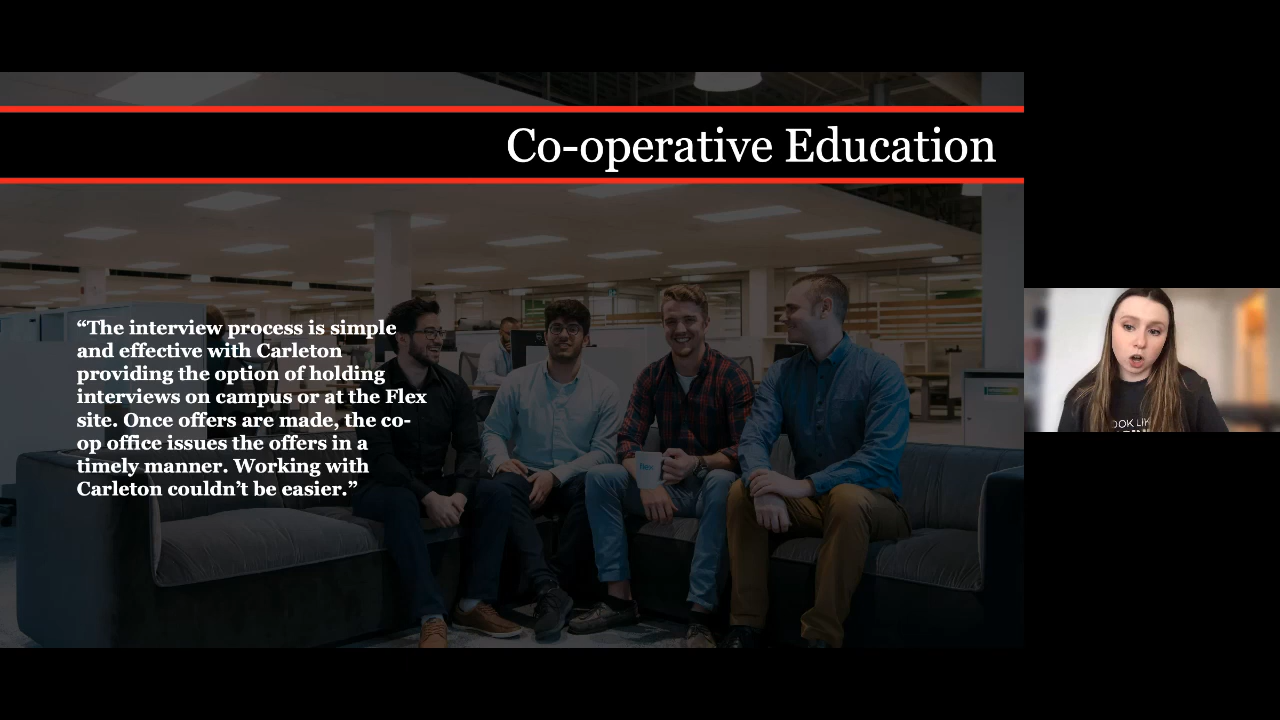 Co-operative Education
“The interview process is simple
and effective with Carleton
providing the option of holding
interviews on campus or at the Flex
site. Once offers are made, the co-
op office issues the offers in a
timely manner. Working with
Carleton couldn’t be easier.”
flex